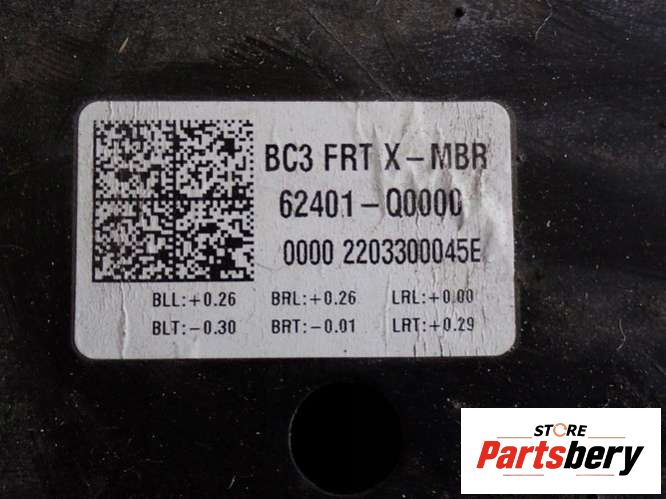 BC3 FRT X-MBR
62401-Q0000
0000 2203300045E
BLL:+0.26 BRL:+0.26 LRL:+0.00
BLT:-0.30 BRT:-0.01 LRT:+0.29
STORE
Partsbery